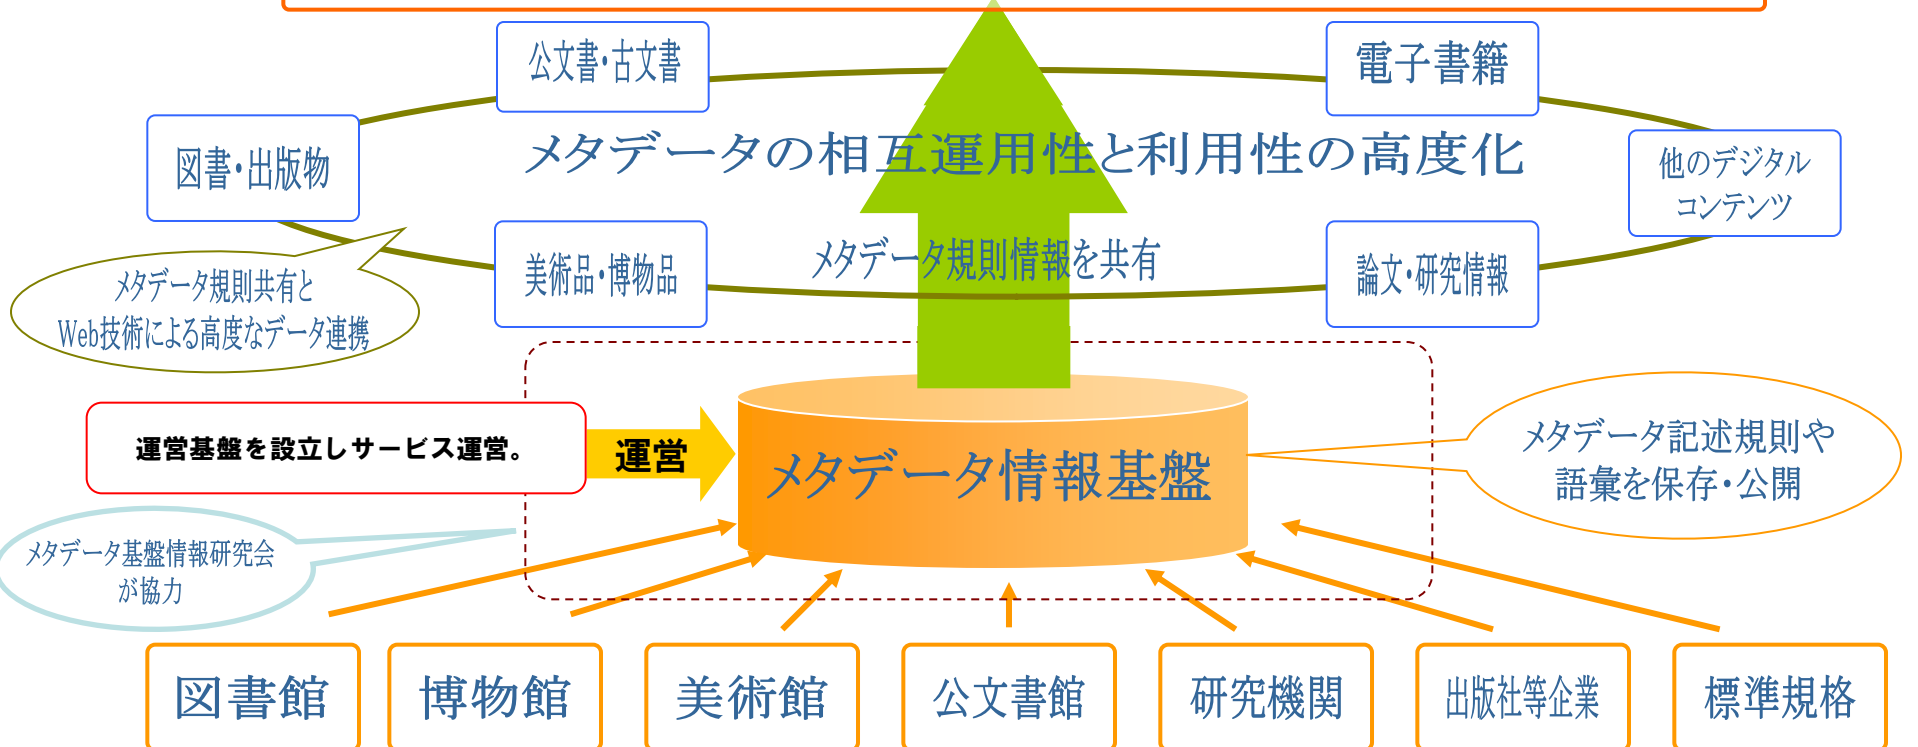 公文書・古文書
電子書籍
図書・出版物
メタデータの相互運用性と利用性の高度化
他のデジタル
コンテンツ
美術品・博物品
メタデータ規則情報を共有
論文・研究情報
メタデータ規則共有と
Web技術による高度なデータ連携
運営基盤を設立しサービス運営。
運営
メタデータ情報基盤
メタデータ記述規則や
語彙を保存・公開
メタデータ基盤情報研究会
が協力
図書館
博物館
美術館
公文書館
研究機関
出版社等企業
標準規格